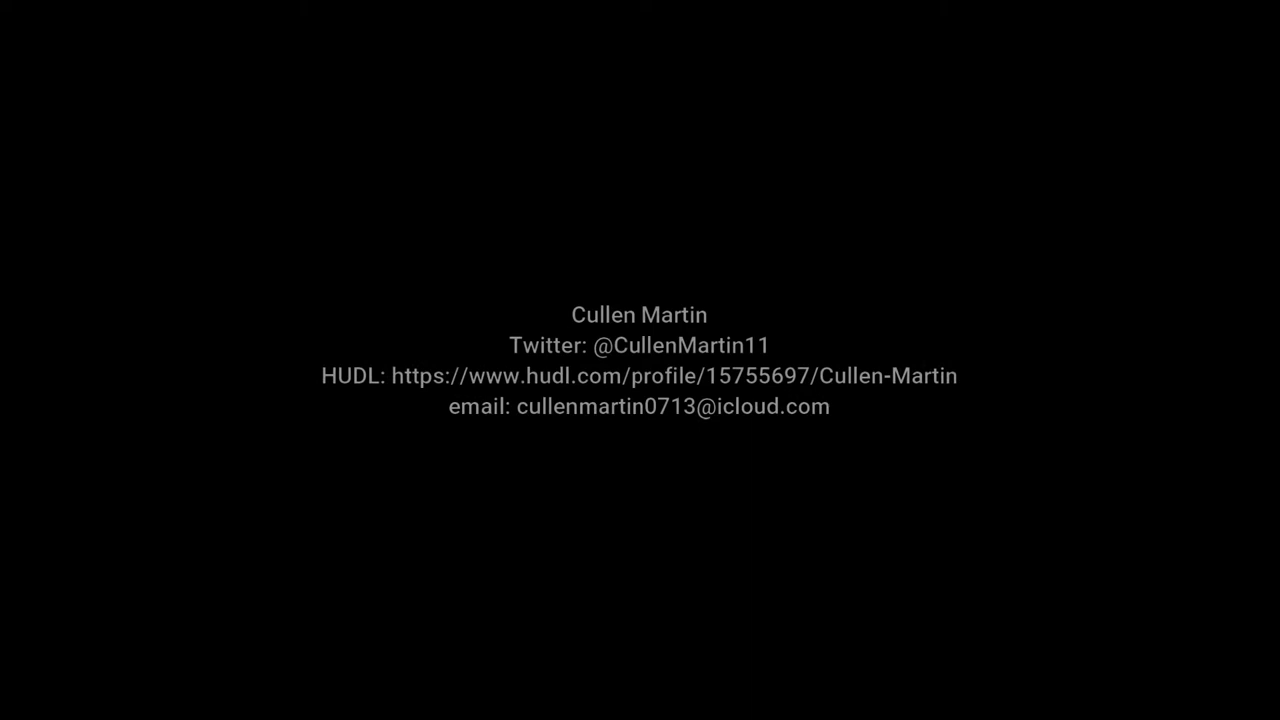 Cullen Martin
Twitter: @CullenMartin11
HUDL: https://www.hudl.com/profile/15755697/Cullen-Martin
email: cullenmartin0713@icloud.com